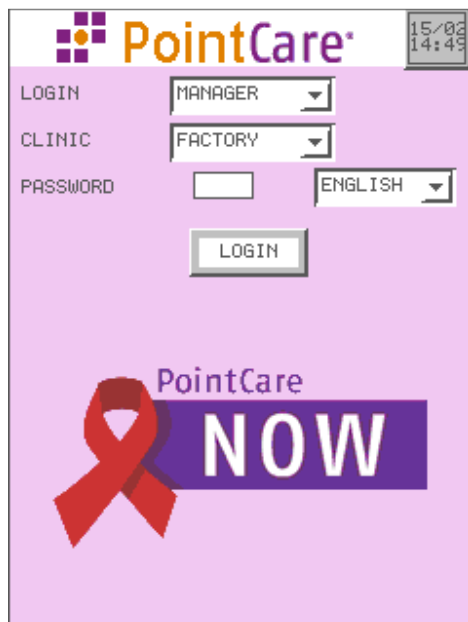 PointCare
15/02
14:49
LOGIN MANAGER
CLINIC FACTORY
PASSWORD ENGLISH
LOGIN
PointCare
NOW